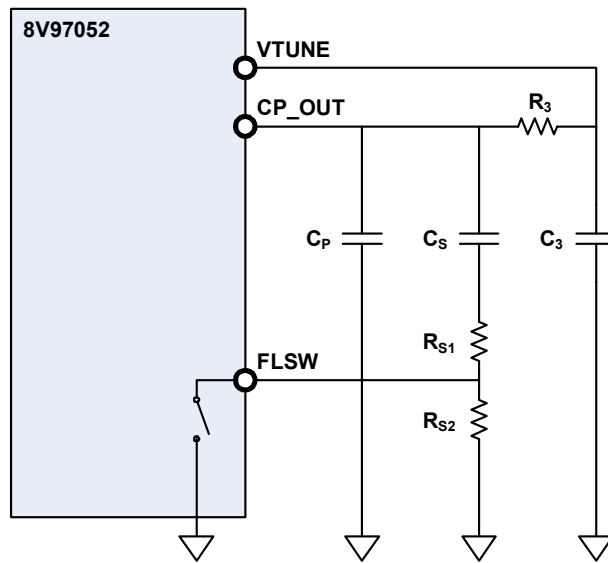 8V97052
VTUNE
CP_OUT
R3
CP
CS
C3
RS1
FLSW
RS2